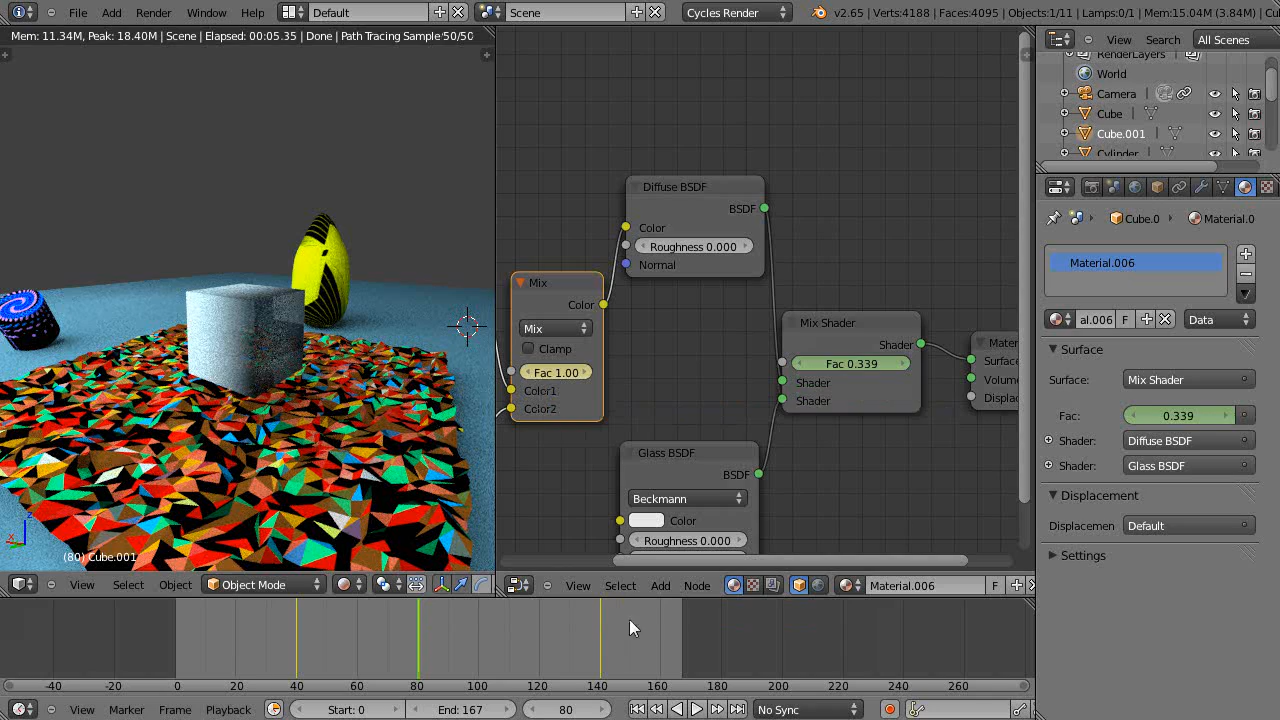 File Add Render Window Help Default Scene Cycles Render v2.65 | Verts:4188 | Faces:4095 | Objects:1/11 | Lamps:0/1 | Mem:15.04M (3.84M) | Cu
Mem: 11.34M, Peak: 18.40M | Scene | Elapsed: 00:05.35 | Done | Path Tracing Sample 50/50
View Search All Scenes
RenderLayers
World
Camera
Cube
Cube.001
Cylinder
Diffuse BSDF
BSDF
Color
Roughness 0.000
Normal
Mix
Color
Mix
Clamp
Fac 1.00
Color1
Color2
Mix Shader
Shader
Fac 0.339
Shader
Shader
Mater
Surface
Volume
Displac
Glass BSDF
BSDF
Beckmann
Color
Roughness 0.000
Cube.0 Material.0
Material.006
al.006 F Data
Surface
Surface: Mix Shader
Fac: 0.339
Shader: Diffuse BSDF
Shader: Glass BSDF
Displacement
Displacemen Default
Settings
z
x
(80) Cube.001
View Select Object Object Mode
View Select Add Node Material.006 F
-40 -20 0 20 40 60 80 100 120 140 160 180 200 220 240 260
View Marker Frame Playback Start: 0 End: 167 80 No Sync